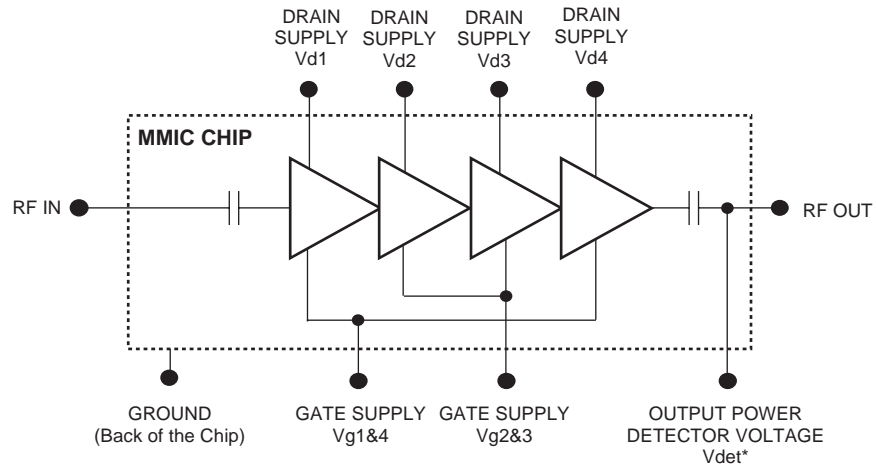 DRAIN
SUPPLY
Vd1
DRAIN
SUPPLY
Vd2
DRAIN
SUPPLY
Vd3
DRAIN
SUPPLY
Vd4
MMIC CHIP
RF IN
RF OUT
GROUND
(Back of the Chip)
GATE SUPPLY
Vg1&4
GATE SUPPLY
Vg2&3
OUTPUT POWER
DETECTOR VOLTAGE
Vdet*